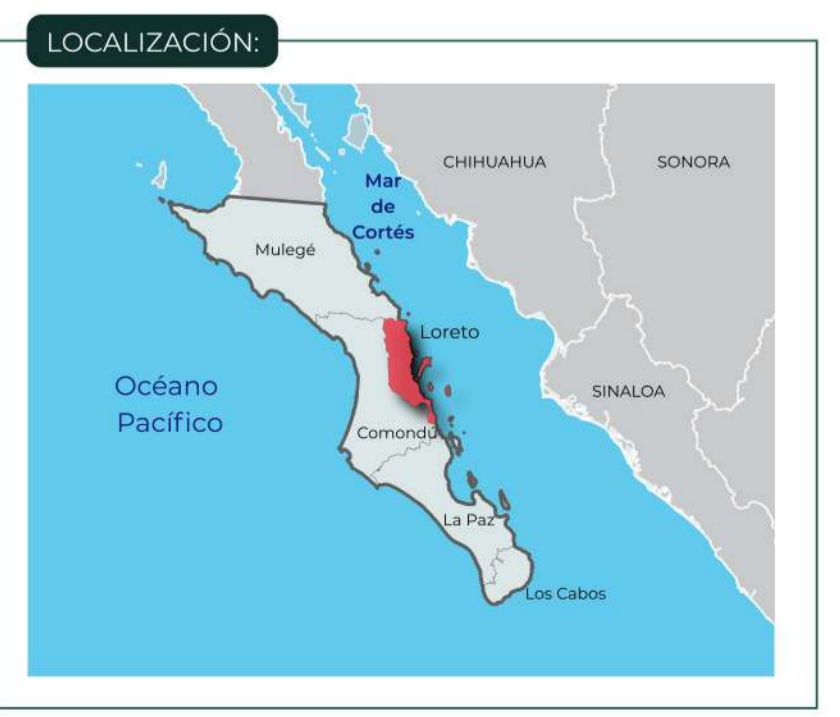 LOCALIZACIÓN:
CHIHUAHUA
SONORA
Mar
de
Cortés
Mulegé
Loreto
Océano
Pacífico
SINALOA
Comondú
La Paz
Los Cabos